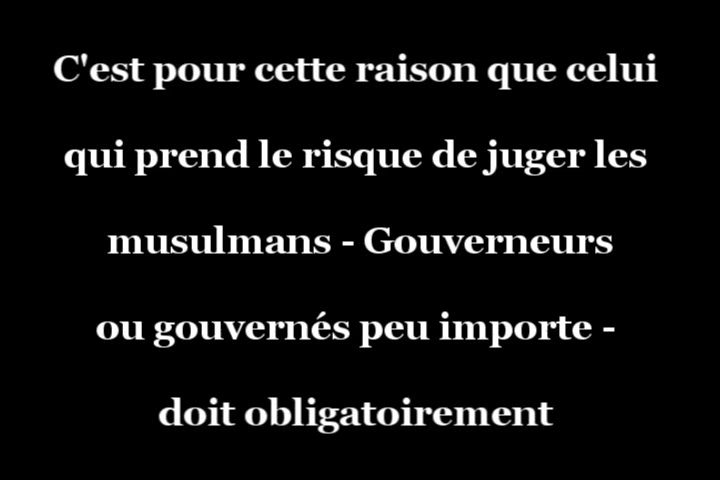 C'est pour cette raison que celui
qui prend le risque de juger les
musulmans - Gouverneurs
ou gouvernés peu importe -
doit obligatoirement